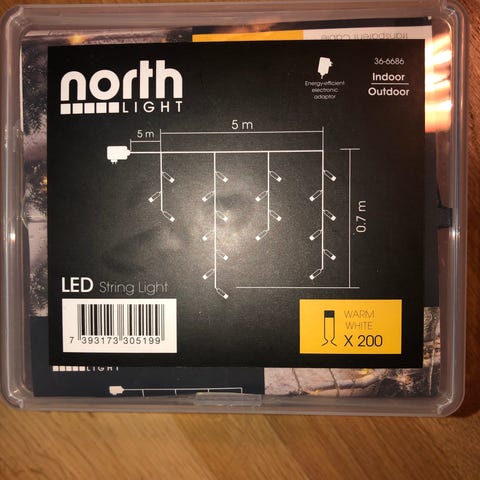 transparent Cable
36-6686
north
LIGHT
Energy-efficient
electronic
adaptor
Indoor
Outdoor
5 m
5 m
0.7 m
LED String Light
WARM
WHITE
X 200
7 393173 305199
LIGHT